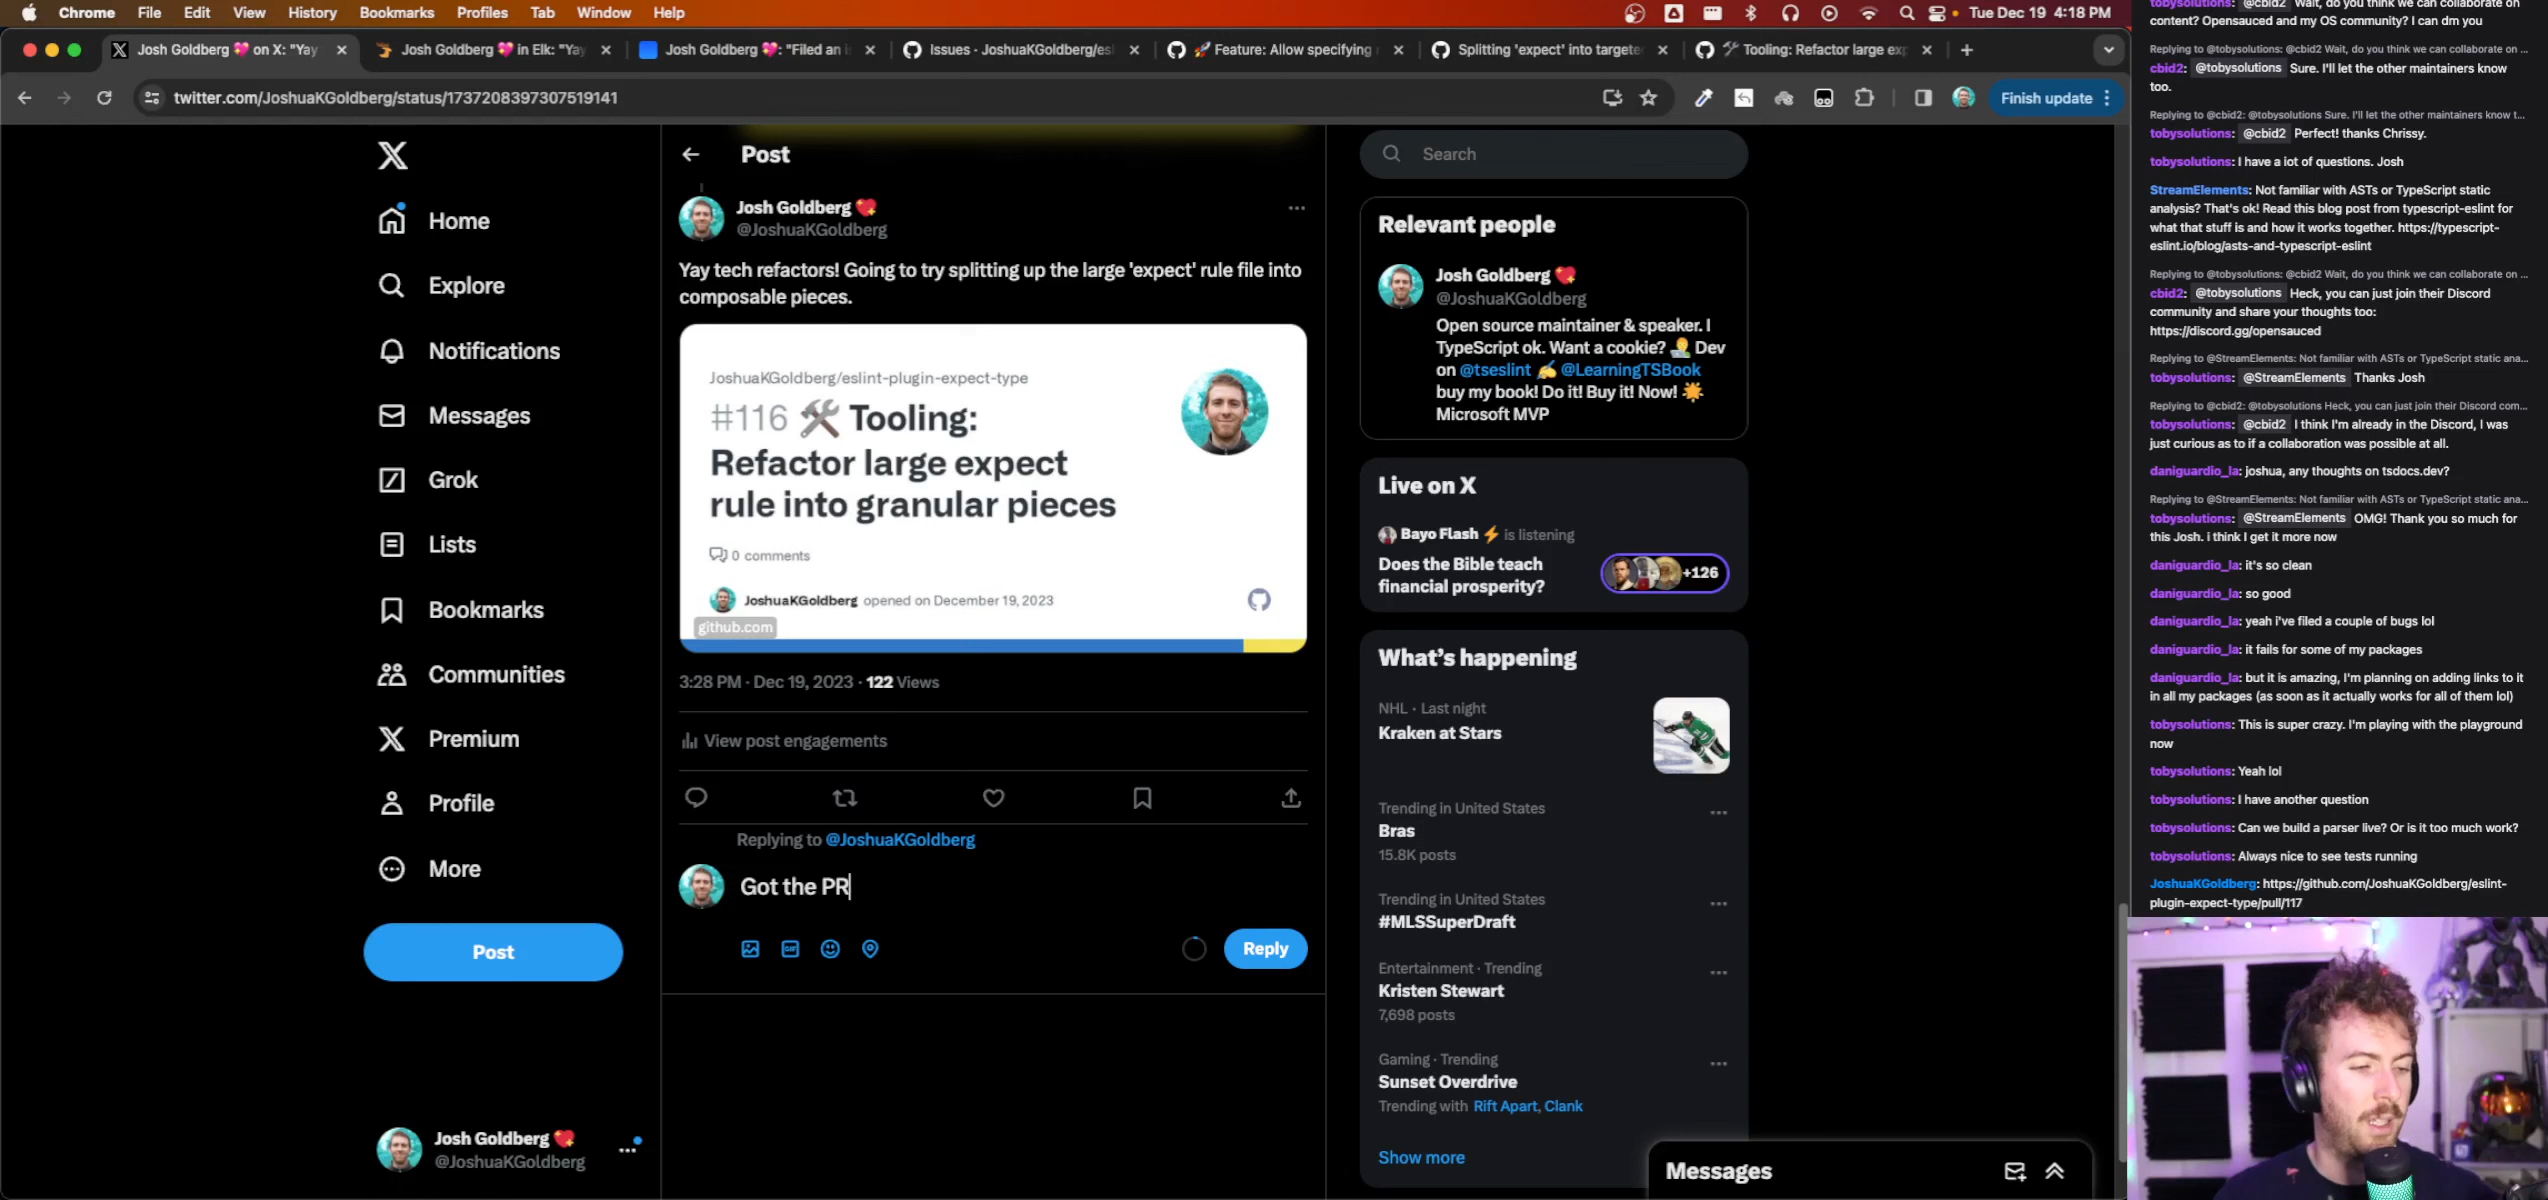 Chrome File Edit View History Bookmarks Profiles Tab Window Help
Tue Dec 19 4:18 PM
Josh Goldberg 💖 on X: "Yay
Josh Goldberg 💖 in Elk: "Yay
Josh Goldberg 💖: "Filed an
Issues · JoshuaKGoldberg/esl
🚀 Feature: Allow specifying
Splitting 'expect' into targete
🛠 Tooling: Refactor large exp
twitter.com/JoshuaKGoldberg/status/1737208397307519141
Finish update
Home
Explore
Notifications
Messages
Grok
Lists
Bookmarks
Communities
Premium
Profile
More
Post
Josh Goldberg 💖
@JoshuaKGoldberg
Post
Josh Goldberg 💖
@JoshuaKGoldberg
Yay tech refactors! Going to try splitting up the large 'expect' rule file into
composable pieces.
JoshuaKGoldberg/eslint-plugin-expect-type
#116 🛠 Tooling:
Refactor large expect
rule into granular pieces
0 comments
JoshuaKGoldberg opened on December 19, 2023
github.com
3:28 PM · Dec 19, 2023 · 122 Views
View post engagements
Replying to @JoshuaKGoldberg
Got the PR
GIF
Reply
Search
Relevant people
Josh Goldberg 💖
@JoshuaKGoldberg
Open source maintainer & speaker. I
TypeScript ok. Want a cookie? 👨‍💻 Dev
on @tseslint ✍ @LearningTSBook
buy my book! Do it! Buy it! Now! 🌟
Microsoft MVP
Live on X
Bayo Flash ⚡ is listening
Does the Bible teach
financial prosperity?
+126
What's happening
NHL · Last night
Kraken at Stars
Trending in United States
Bras
15.8K posts
Trending in United States
#MLSSuperDraft
Entertainment · Trending
Kristen Stewart
7,698 posts
Gaming · Trending
Sunset Overdrive
Trending with Rift Apart, Clank
Show more
Messages
tobysolutions: @cbid2 Wait, do you think we can collaborate on
content? Opensauced and my OS community? I can dm you
Replying to @tobysolutions: @cbid2 Wait, do you think we can collaborate on ...
cbid2: @tobysolutions Sure. I'll let the other maintainers know
too.
Replying to @cbid2: @tobysolutions Sure. I'll let the other maintainers know t...
tobysolutions: @cbid2 Perfect! thanks Chrissy.
tobysolutions: I have a lot of questions. Josh
StreamElements: Not familiar with ASTs or TypeScript static
analysis? That's ok! Read this blog post from typescript-eslint for
what that stuff is and how it works together. https://typescript-
eslint.io/blog/asts-and-typescript-eslint
Replying to @tobysolutions: @cbid2 Wait, do you think we can collaborate on ...
cbid2: @tobysolutions Heck, you can just join their Discord
community and share your thoughts too:
https://discord.gg/opensauced
Replying to @StreamElements: Not familiar with ASTs or TypeScript static ana...
tobysolutions: @StreamElements Thanks Josh
Replying to @cbid2: @tobysolutions Heck, you can just join their Discord com...
tobysolutions: @cbid2 I think I'm already in the Discord, I was
just curious as to if a collaboration was possible at all.
daniguardio_la: joshua, any thoughts on tsdocs.dev?
Replying to @StreamElements: Not familiar with ASTs or TypeScript static ana...
tobysolutions: @StreamElements OMG! Thank you so much for
this Josh. i think I get it more now
daniguardio_la: it's so clean
daniguardio_la: so good
daniguardio_la: yeah i've filed a couple of bugs lol
daniguardio_la: it fails for some of my packages
daniguardio_la: but it is amazing, I'm planning on adding links to it
in all my packages (as soon as it actually works for all of them lol)
tobysolutions: This is super crazy. I'm playing with the playground
now
tobysolutions: Yeah lol
tobysolutions: I have another question
tobysolutions: Can we build a parser live? Or is it too much work?
tobysolutions: Always nice to see tests running
JoshuaKGoldberg: https://github.com/JoshuaKGoldberg/eslint-
plugin-expect-type/pull/117